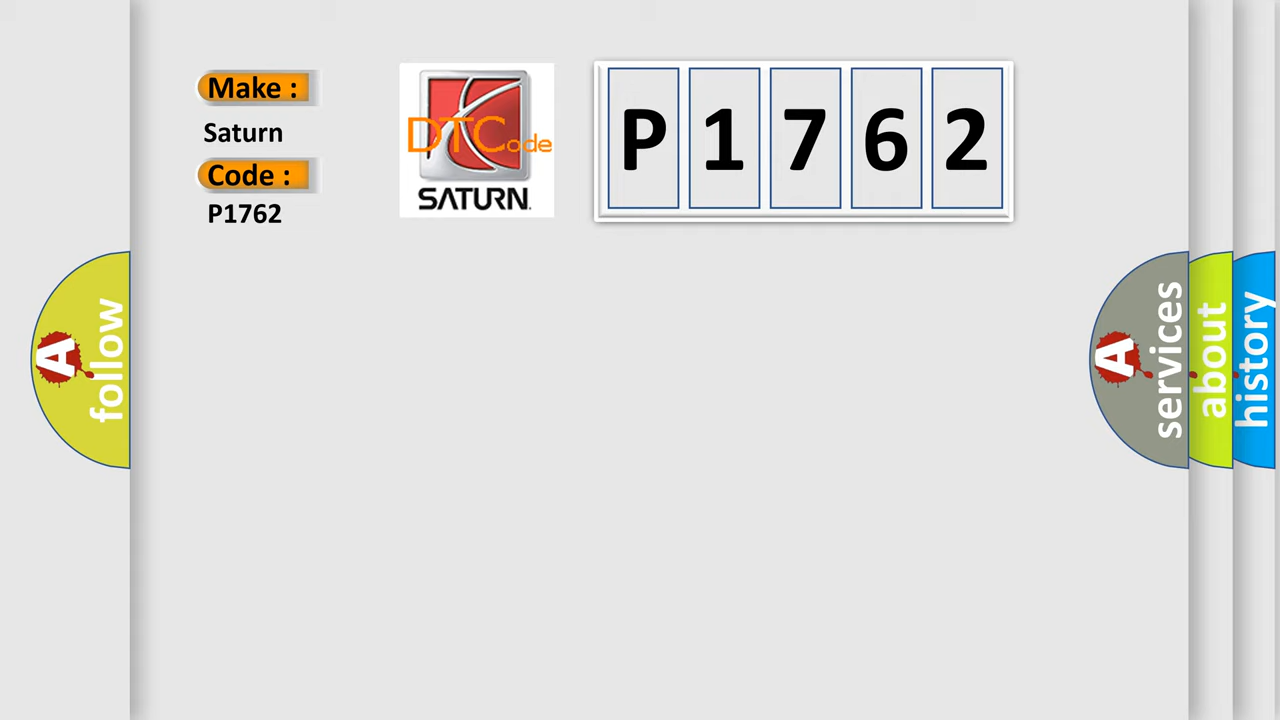 Make :
Saturn
Code :
P1762
DTCode
SATURN
P 1 7 6 2
A follow
A services
about
history